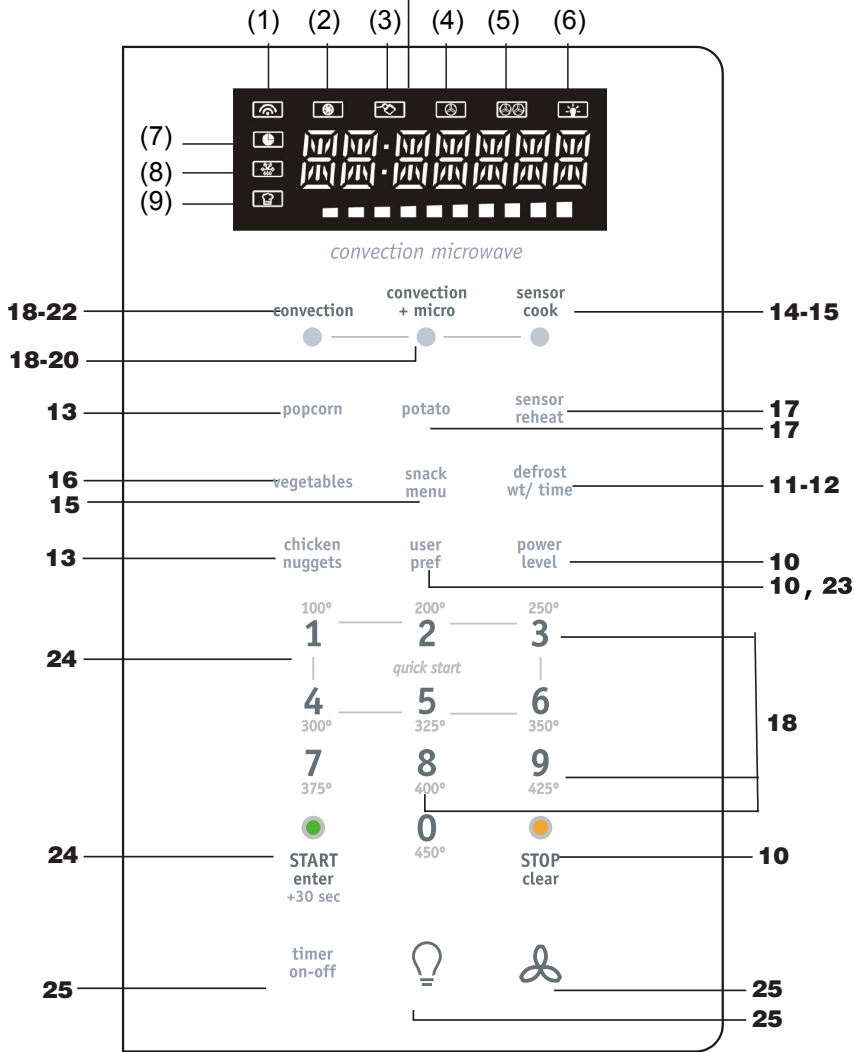 (1) (2) (3) (4) (5) (6)
(7)
(8)
(9)
convection microwave
18-22 convection
convection + micro
sensor cook 14-15
18-20
13 popcorn
potato
sensor reheat 17
17
16 vegetables
snack menu
defrost wt/ time 11-12
15
13 chicken nuggets
user pref
power level 10
10, 23
100° 200° 250°
1 2 3
24 quick start
4 5 6
300° 325° 350°
18
7 8 9
375° 400° 425°
0
450°
24 START
enter
+30 sec
STOP 10
clear
timer
on-off
25
25
25